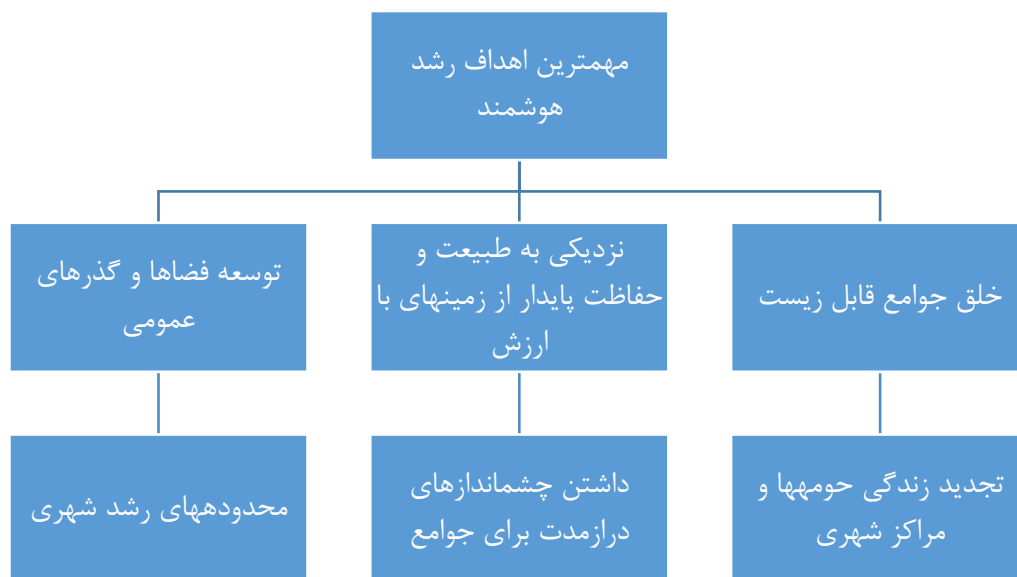 مهمترین اهداف رشد
هوشمند
خلق جوامع قابل زیست
نزدیکی به طبیعت و
حفاظت پایدار از زمینهای با
ارزش
توسعه فضاها و گذرهای
عمومی
تجدید زندگی حومهها و
مراکز شهری
داشتن چشماندازهای
درازمدت برای جوامع
محدودههای رشد شهری